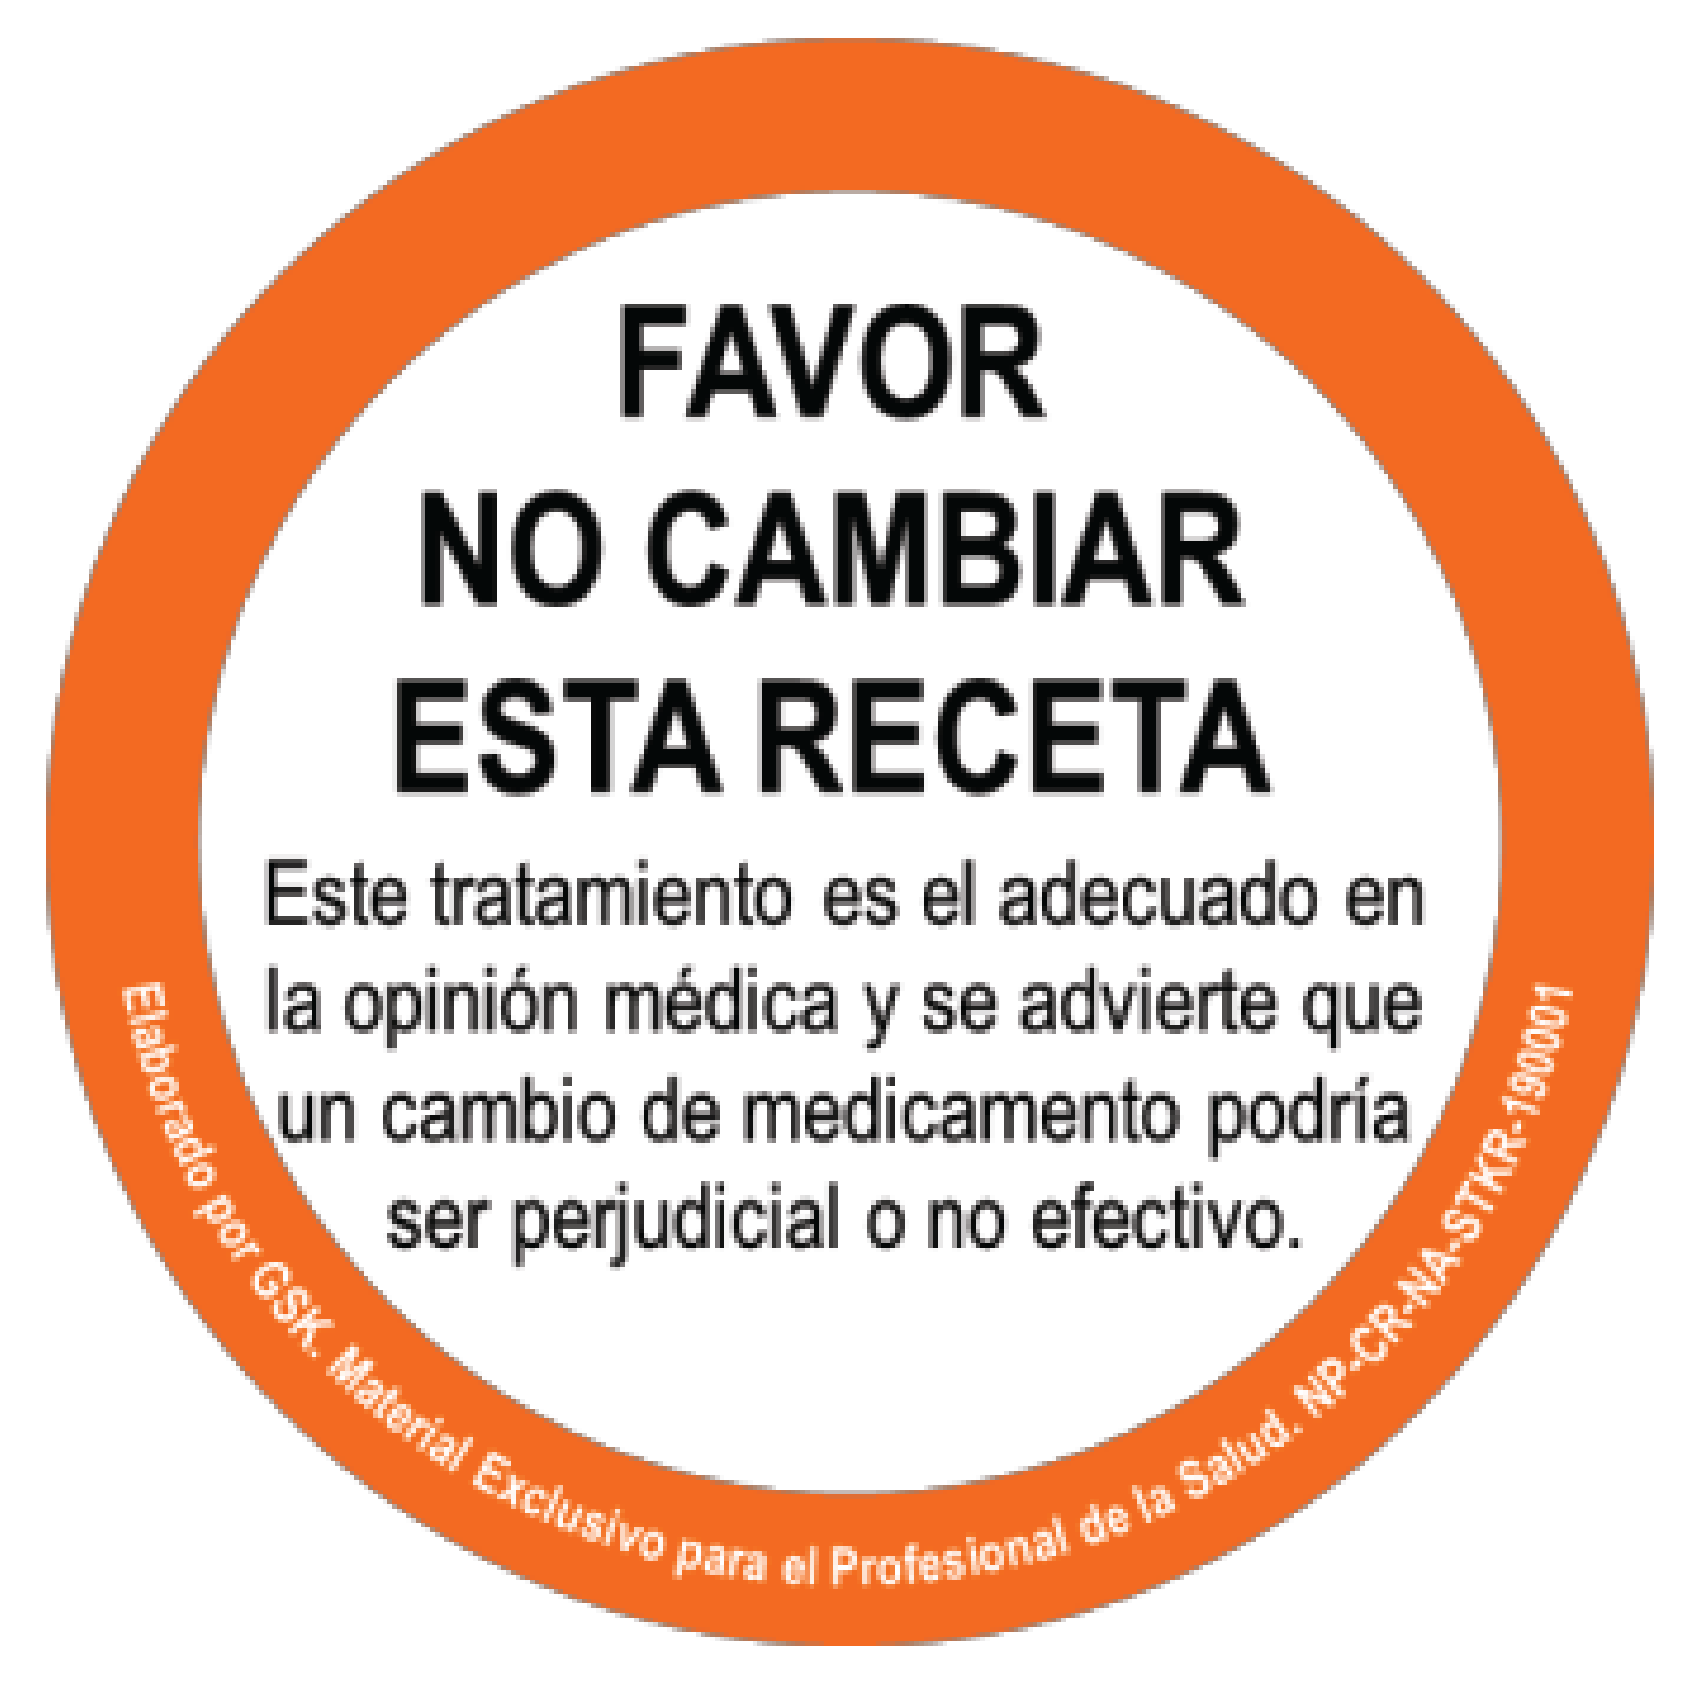 FAVOR
NO CAMBIAR
ESTA RECETA
Este tratamiento es el adecuado en
la opinión médica y se advierte que
un cambio de medicamento podría
ser perjudicial o no efectivo.
Elaborado por GSK. Material Exclusivo para el Profesional de la Salud. NP-CR-NA-STKR-190001